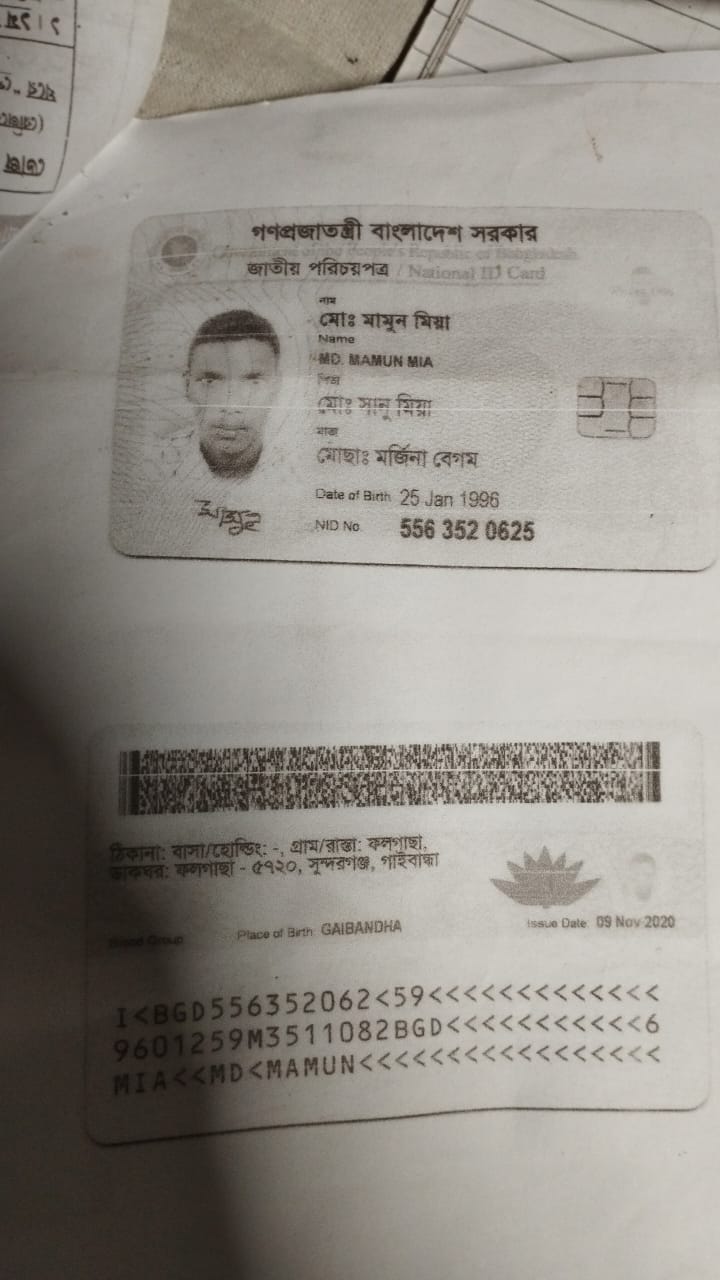 গণপ্রজাতন্ত্রী বাংলাদেশ সরকার
Government of the People's Republic of Bangladesh
জাতীয় পরিচয়পত্র / National ID Card
নাম
মোঃ মামুন মিয়া
Name
MD. MAMUN MIA
পিতা
মোঃ সানু মিয়া
মাতা
মোছাঃ মর্জিনা বেগম
Date of Birth 25 Jan 1996
NID No. 556 352 0625
মামুন
ঠিকানা: বাসা/হোল্ডিং: -, গ্রাম/রাস্তা: ফলগাছা,
ডাকঘর: ফলগাছা - ৫৭২০, সুন্দরগঞ্জ, গাইবান্ধা
Blood Group Place of Birth: GAIBANDHA Issue Date: 09 Nov 2020
I<BGD556352062<59<<<<<<<<<<<<<
9601259M3511082BGD<<<<<<<<<<<6
MIA<<MD<MAMUN<<<<<<<<<<<<<<<<<